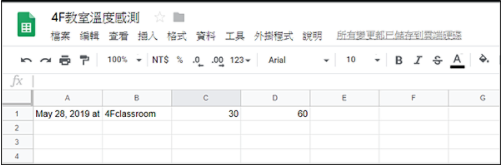 4F教室溫度感測
檔案 編輯 查看 插入 格式 資料 工具 外掛程式 說明 所有變更都已儲存到雲端硬碟
100% NT$ % .0 .00 123 Arial 10 B I S A
fx
A B C D E F G
1 May 28, 2019 at 4Fclassroom 30 60
2
3
4